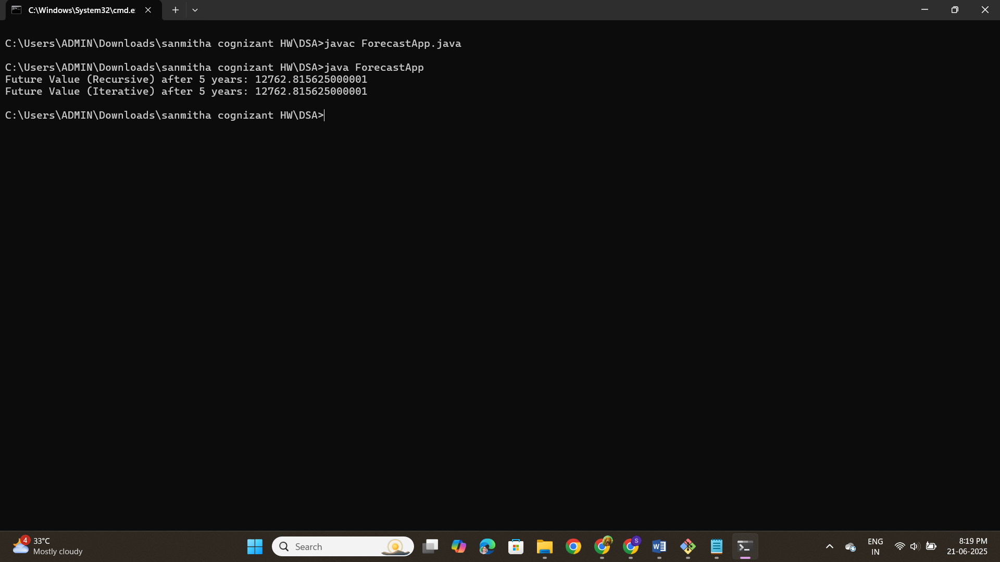 C:\Windows\System32\cmd.e
C:\Users\ADMIN\Downloads\sanmitha cognizant HW\DSA>javac ForecastApp.java
C:\Users\ADMIN\Downloads\sanmitha cognizant HW\DSA>java ForecastApp
Future Value (Recursive) after 5 years: 12762.815625000001
Future Value (Iterative) after 5 years: 12762.815625000001
C:\Users\ADMIN\Downloads\sanmitha cognizant HW\DSA>
4
33°C
Mostly cloudy
Search
S
W
ENG
IN
8:19 PM
21-06-2025